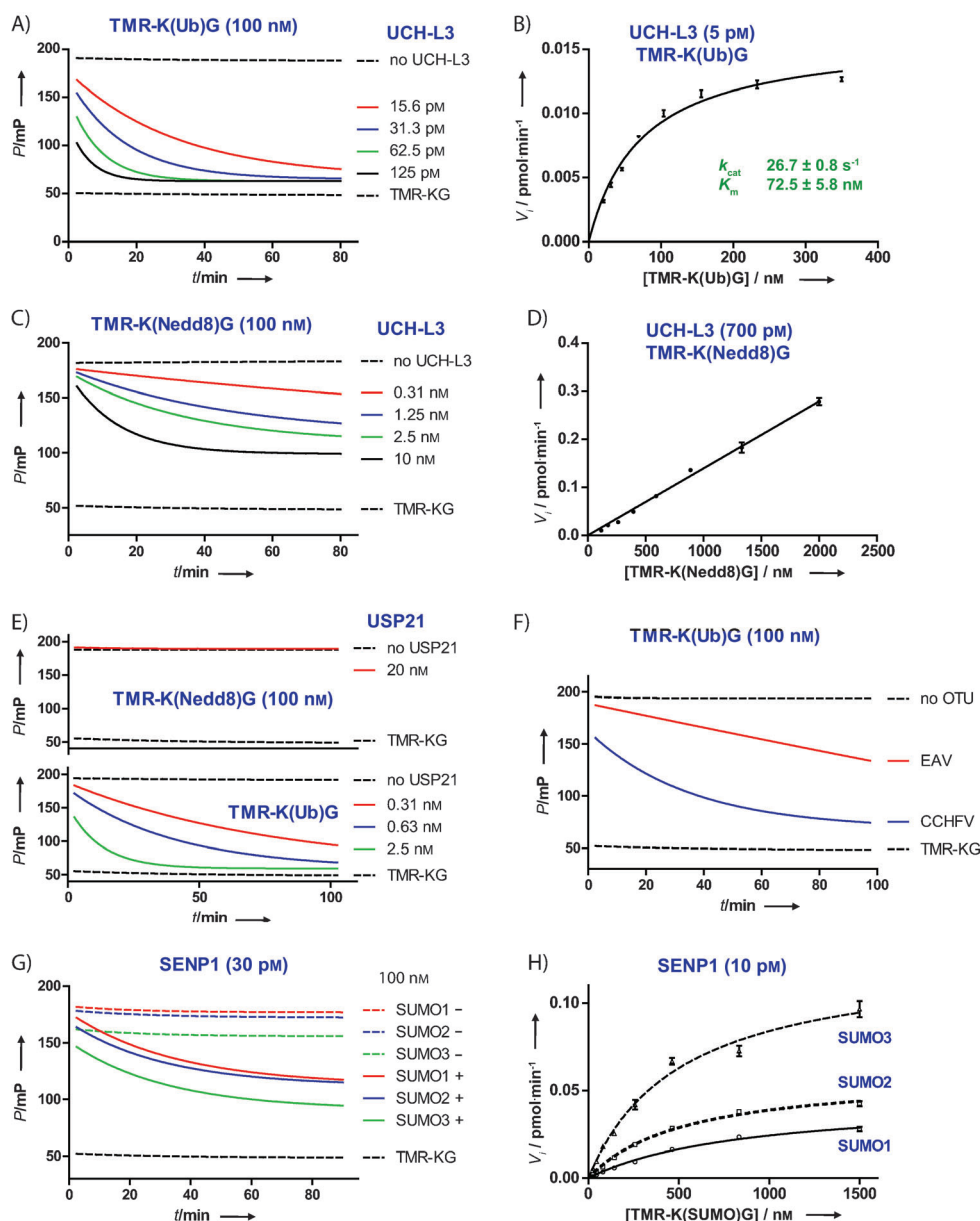 A)
TMR-K(Ub)G (100 nM)
UCH-L3
P/mP
200
150
100
50
0
0 20 40 60 80
t/min
no UCH-L3
15.6 pM
31.3 pM
62.5 pM
125 pM
TMR-KG
B)
UCH-L3 (5 pM)
TMR-K(Ub)G
Vi / pmol·min-1
0.015
0.010
0.005
0.000
0 100 200 300 400
[TMR-K(Ub)G] / nM
kcat 26.7 ± 0.8 s-1
Km 72.5 ± 5.8 nM
C)
TMR-K(Nedd8)G (100 nM)
UCH-L3
P/mP
200
150
100
50
0 20 40 60 80
t/min
no UCH-L3
0.31 nM
1.25 nM
2.5 nM
10 nM
TMR-KG
D)
UCH-L3 (700 pM)
TMR-K(Nedd8)G
Vi / pmol·min-1
0.4
0.3
0.2
0.1
0.0
0 500 1000 1500 2000 2500
[TMR-K(Nedd8)G] / nM
E)
USP21
P/mP
200
150
100
50
no USP21
20 nM
TMR-K(Nedd8)G (100 nM)
TMR-KG
P/mP
200
150
100
50
0 50 100
t/min
no USP21
TMR-K(Ub)G
0.31 nM
0.63 nM
2.5 nM
TMR-KG
F)
TMR-K(Ub)G (100 nM)
P/mP
200
150
100
50
0 20 40 60 80 100
t/min
no OTU
EAV
CCHFV
TMR-KG
G)
SENP1 (30 pM)
P/mP
200
150
100
50
0 20 40 60 80
t/min
100 nM
SUMO1 –
SUMO2 –
SUMO3 –
SUMO1 +
SUMO2 +
SUMO3 +
TMR-KG
H)
SENP1 (10 pM)
Vi / pmol·min-1
0.10
0.05
0.00
0 500 1000 1500
[TMR-K(SUMO)G] / nM
SUMO3
SUMO2
SUMO1